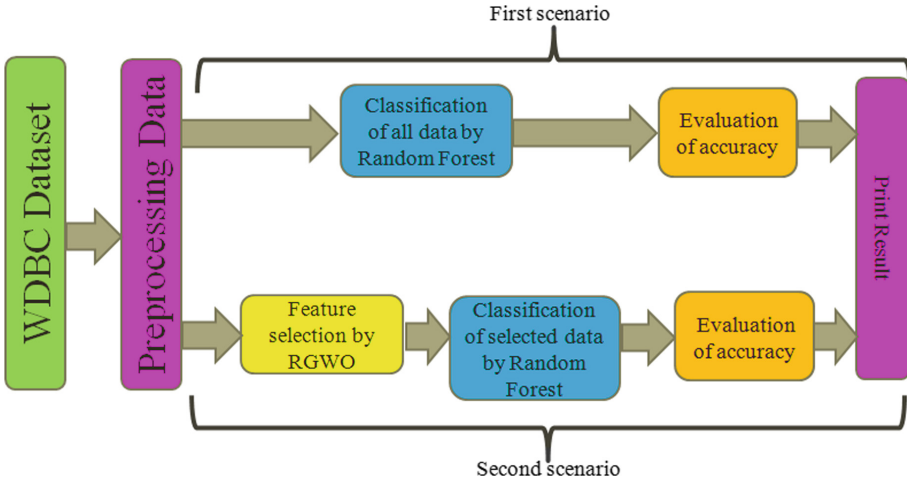 First scenario
WDBC Dataset
Preprocessing Data
Classification
of all data by
Random Forest
Evaluation
of accuracy
Print Result
Feature
selection by
RGWO
Classification
of selected data
by Random
Forest
Evaluation
of accuracy
Second scenario